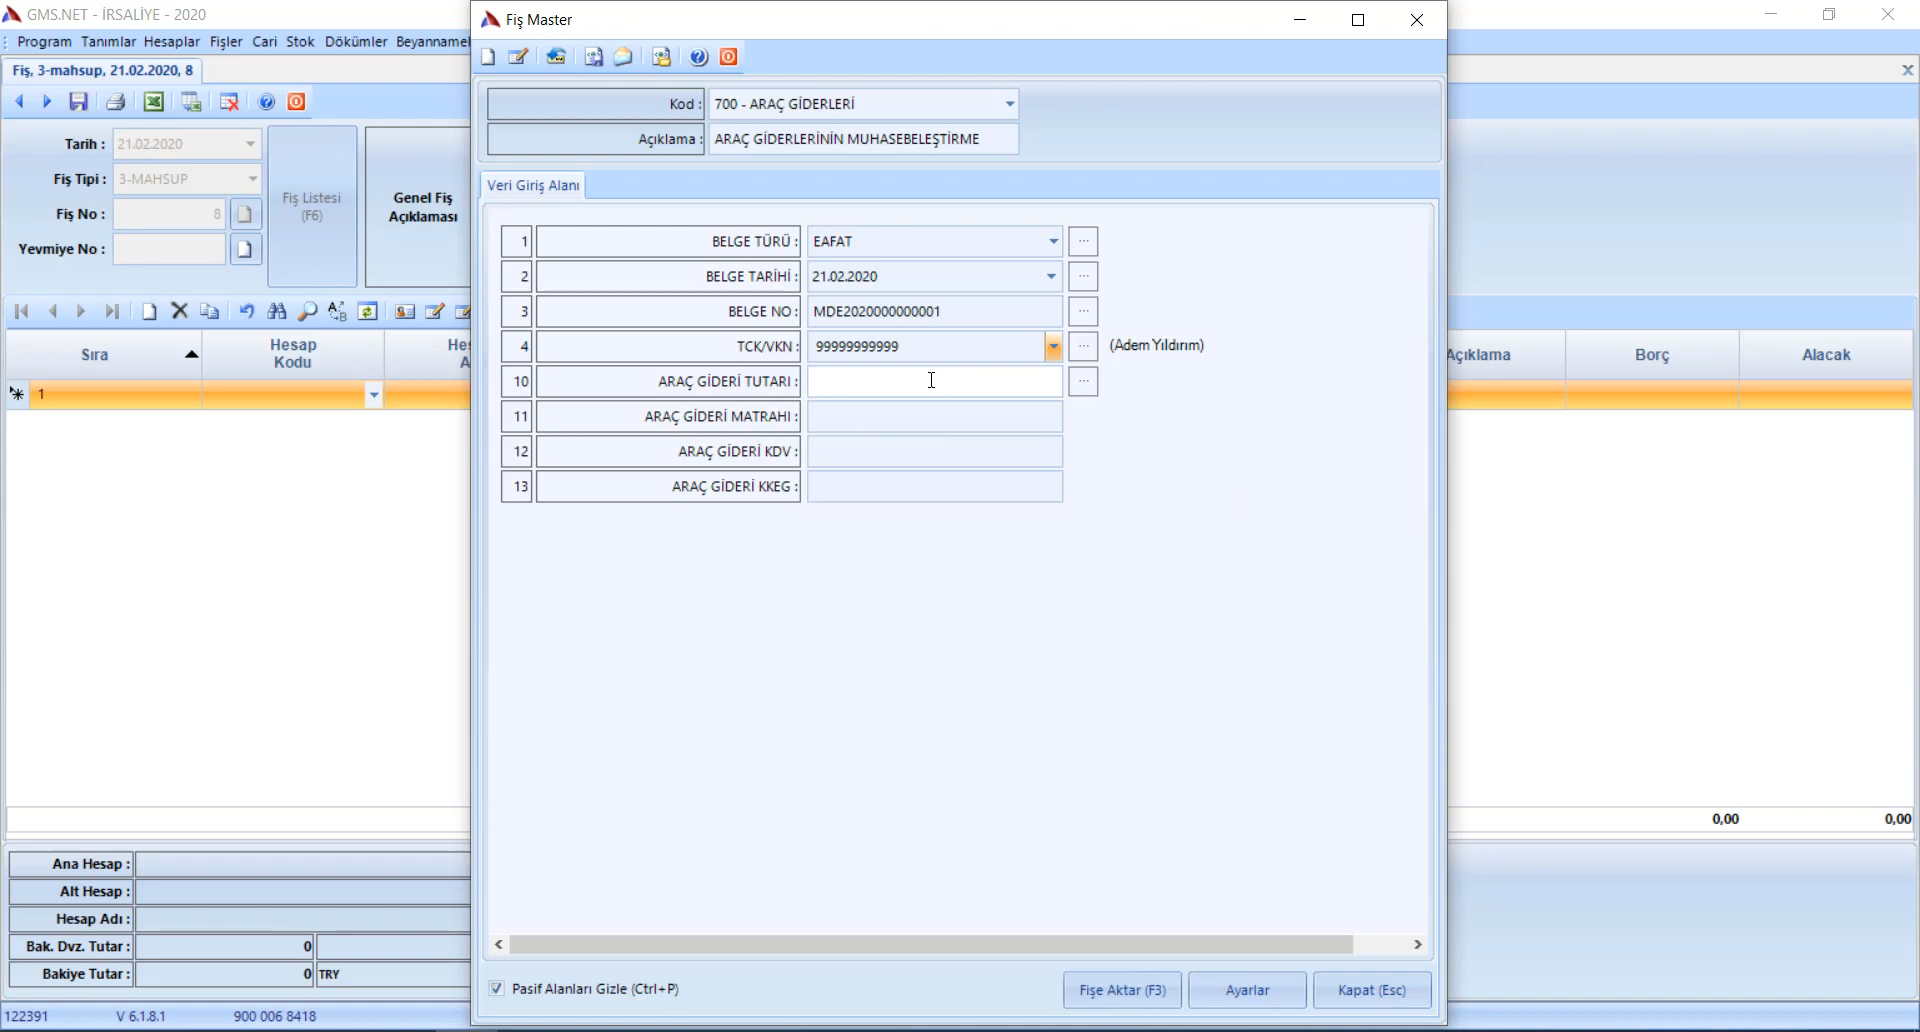 GMS.NET - İRSALİYE - 2020
Program Tanımlar Hesaplar Fişler Cari Stok Dökümler
Fiş, 3-mahsup, 21.02.2020, 8
Tarih : 21.02.2020
Fiş Tipi : 3-MAHSUP
Fiş No : 8
Yevmiye No :
Fiş Listesi
(F6)
Genel Fiş
Açıklaması
Sıra
Hesap
Kodu
1
Açıklama Borç Alacak
0,00 0,00
Ana Hesap :
Alt Hesap :
Hesap Adı :
Bak. Dvz. Tutar : 0
Bakiye Tutar : 0 TRY
122391 V 6.1.8.1 900 006 8418
Fiş Master
Kod : 700 - ARAÇ GİDERLERİ
Açıklama : ARAÇ GİDERLERİNİN MUHASEBELEŞTİRME
Veri Giriş Alanı
1 BELGE TÜRÜ : EAFAT ...
2 BELGE TARİHİ : 21.02.2020 ...
3 BELGE NO : MDE2020000000001 ...
4 TCK/VKN : 99999999999 ... (Adem Yıldırım)
10 ARAÇ GİDERİ TUTARI : ...
11 ARAÇ GİDERİ MATRAHI :
12 ARAÇ GİDERİ KDV :
13 ARAÇ GİDERİ KKEG :
Pasif Alanları Gizle (Ctrl+P)
Fişe Aktar (F3) Ayarlar Kapat (Esc)